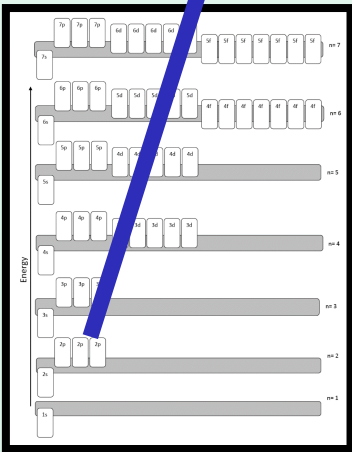 7p 7p 7p 6d 6d 6d 6d 5f 5f 5f 5f 5f 5f 5f
n= 7
7s
6p 6p 6p 5d 5d 5d 5d 4f 4f 4f 4f 4f 4f 4f
n= 6
6s
5p 5p 5p 4d 4d 4d 4d
n= 5
5s
4p 4p 4p 3d 3d 3d 3d
n= 4
4s
Energy
3p 3p
n= 3
3s
2p 2p 2p
n= 2
2s
n= 1
1s